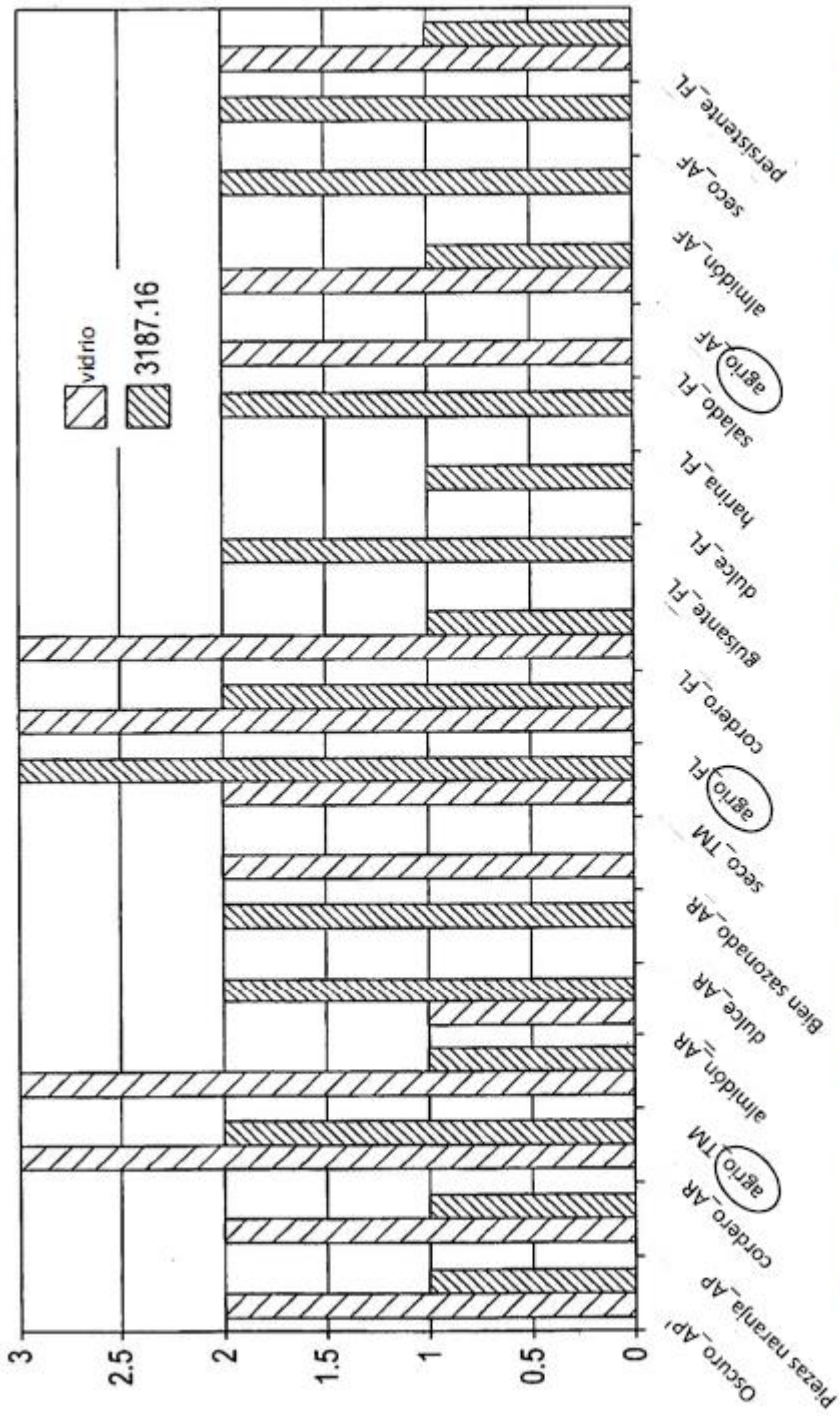 3
2.5
2
1.5
1
0.5
0
vidrio
3187.16
Oscuro_Ap'
Piezas naranja_AP
cordero_AR
agrio_TM
almidón_AR
dulce_AR
Bien sazonado_AR
seco_TM
agrio_FL
cordero_FL
guisante_FL
dulce_FL
harina_FL
salado_FL
agrio_AF
almidón_AF
seco_AF
persistente_FL